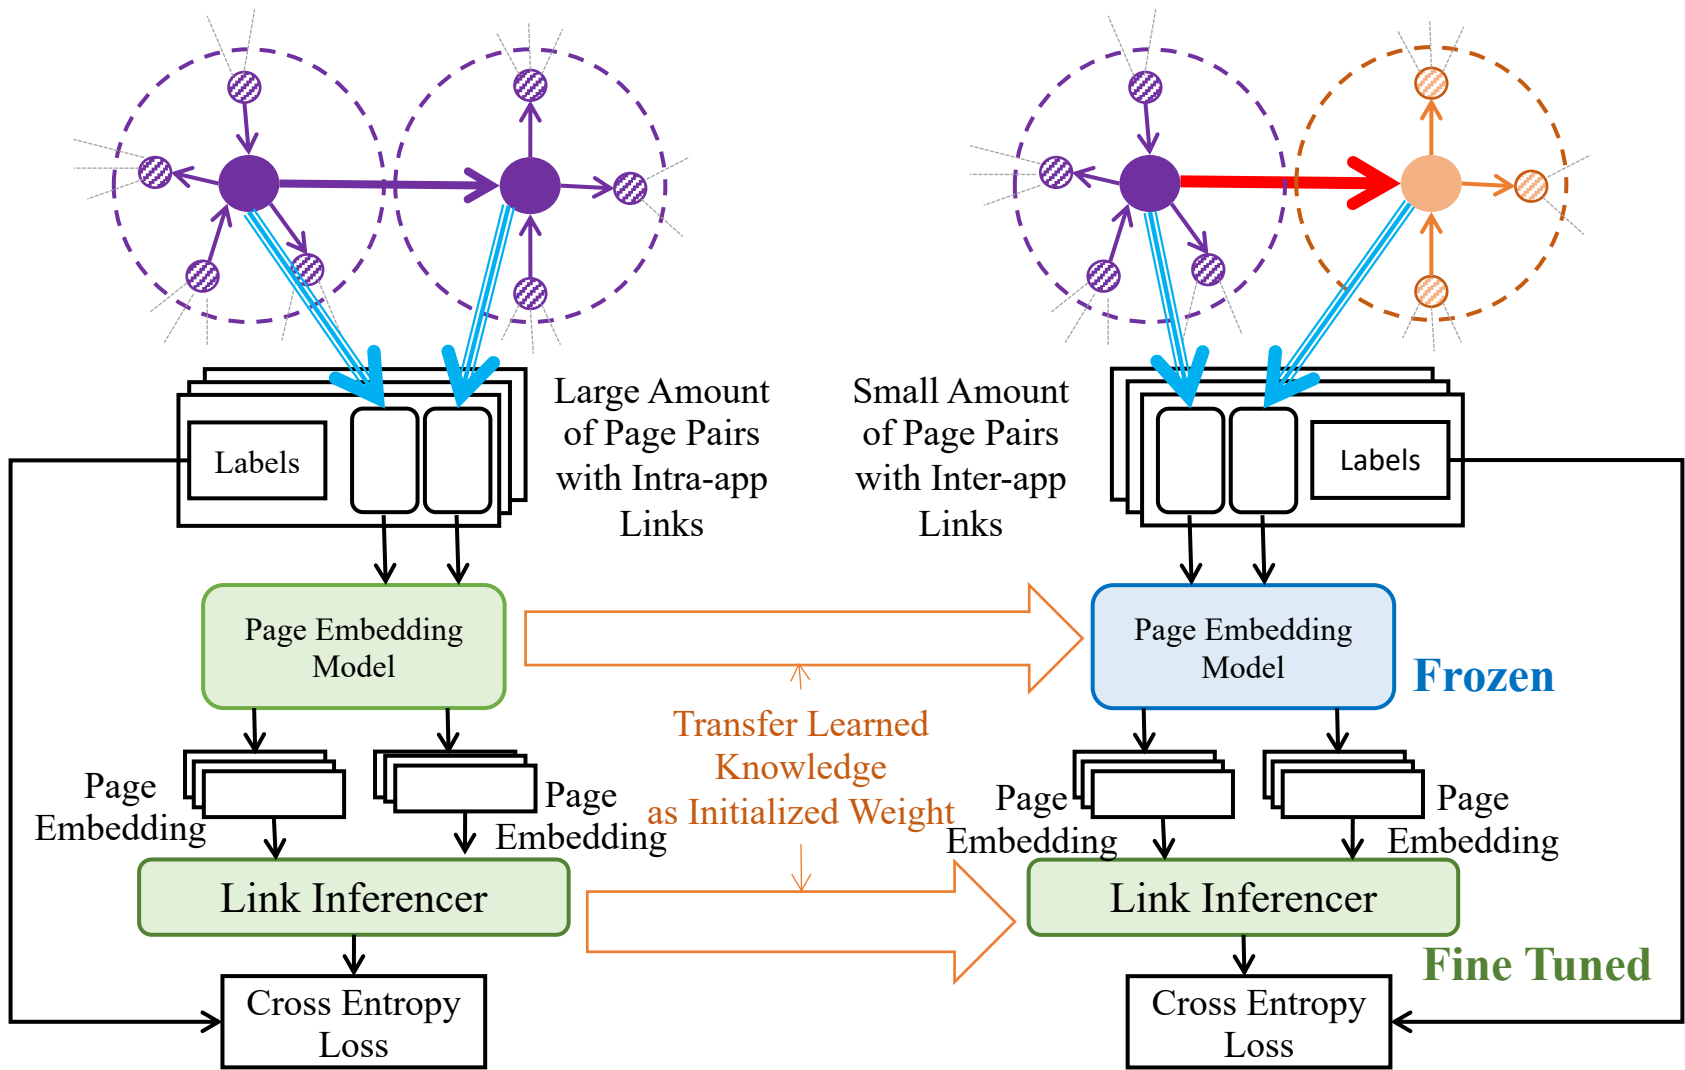 Large Amount
of Page Pairs
with Intra-app
Links
Small Amount
of Page Pairs
with Inter-app
Links
Labels
Labels
Page Embedding
Model
Page Embedding
Model
Frozen
Transfer Learned
Knowledge
as Initialized Weight
Page
Embedding
Page
Embedding
Page
Embedding
Page
Embedding
Link Inferencer
Link Inferencer
Fine Tuned
Cross Entropy
Loss
Cross Entropy
Loss